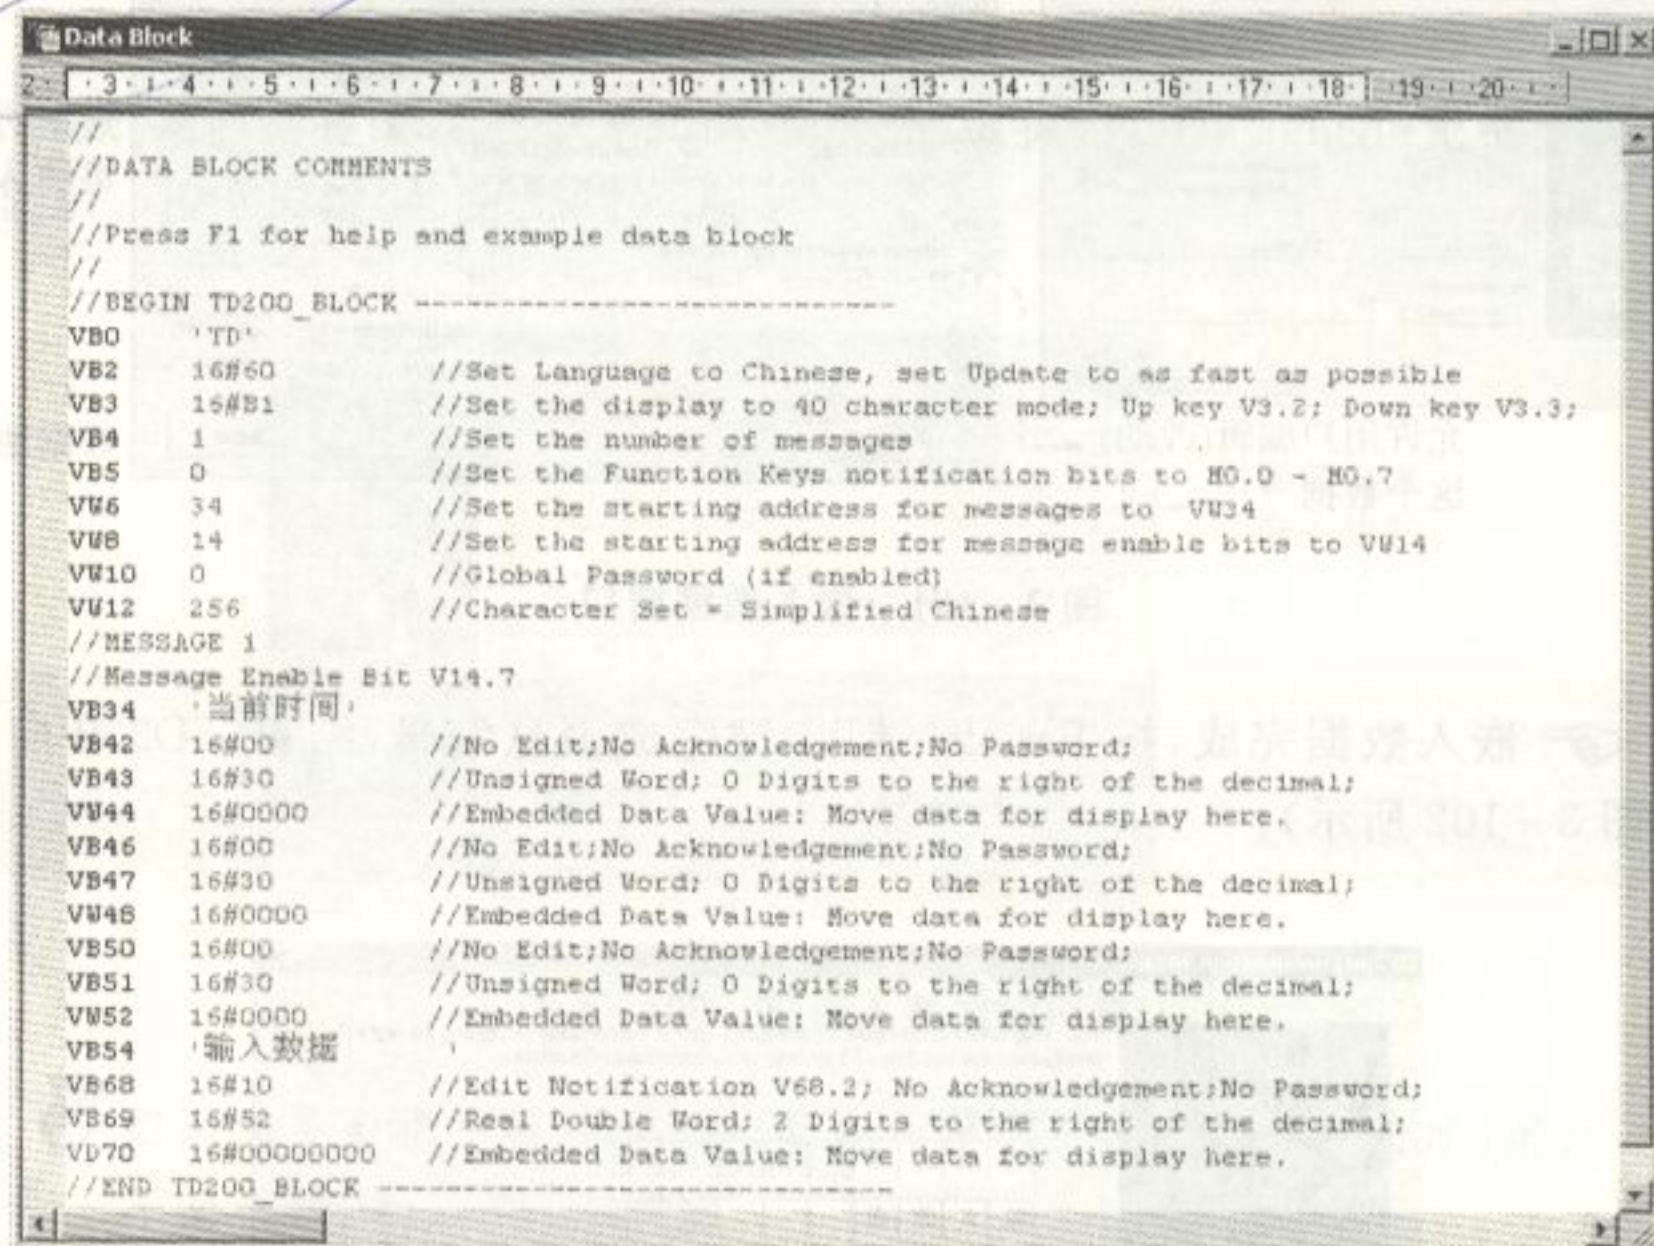 Data Block
2 · 3 · 4 · 5 · 6 · 7 · 8 · 9 · 10 · 11 · 12 · 13 · 14 · 15 · 16 · 17 · 18 · 19 · 20
//
//DATA BLOCK COMMENTS
//
//Press F1 for help and example data block
//
//BEGIN TD200_BLOCK -----------------------------
VB0 'TD'
VB2 16#60 //Set Language to Chinese, set Update to as fast as possible
VB3 16#B1 //Set the display to 40 character mode; Up key V3.2; Down key V3.3;
VB4 1 //Set the number of messages
VB5 0 //Set the Function Keys notification bits to M0.0 - M0.7
VW6 34 //Set the starting address for messages to VW34
VW8 14 //Set the starting address for message enable bits to VW14
VW10 0 //Global Password (if enabled)
VW12 256 //Character Set = Simplified Chinese
//MESSAGE 1
//Message Enable Bit V14.7
VB34 '当前时间'
VB42 16#00 //No Edit;No Acknowledgement;No Password;
VB43 16#30 //Unsigned Word; 0 Digits to the right of the decimal;
VW44 16#0000 //Embedded Data Value: Move data for display here.
VB46 16#00 //No Edit;No Acknowledgement;No Password;
VB47 16#30 //Unsigned Word; 0 Digits to the right of the decimal;
VW48 16#0000 //Embedded Data Value: Move data for display here.
VB50 16#00 //No Edit;No Acknowledgement;No Password;
VB51 16#30 //Unsigned Word; 0 Digits to the right of the decimal;
VW52 16#0000 //Embedded Data Value: Move data for display here.
VB54 '输入数据 '
VB68 16#10 //Edit Notification V68.2; No Acknowledgement;No Password;
VB69 16#52 //Real Double Word; 2 Digits to the right of the decimal;
VD70 16#00000000 //Embedded Data Value: Move data for display here.
//END TD200_BLOCK -------------------------------